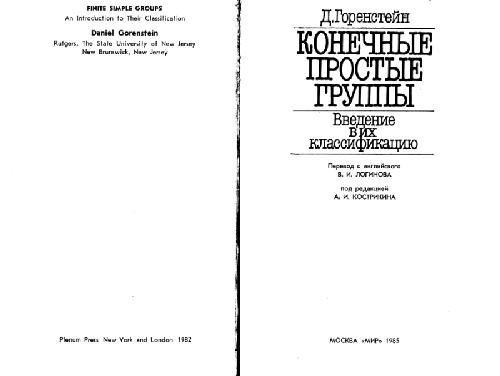 FINITE SIMPLE GROUPS
An Introduction to Their Classification
Daniel Gorenstein
Rutgers, The State University of New Jersey
New Brunswick, New Jersey
Plenum Press New York and London 1982
Д.Горенстейн
КОНЕЧНЫЕ
ПРОСТЫЕ
ГРУППЫ
Введение
в их
классификацию
Перевод с английского
В. И. ЛОГИНОВА
под редакцией
А. И. КОСТРИКИНА
МОСКВА «МИР» 1985